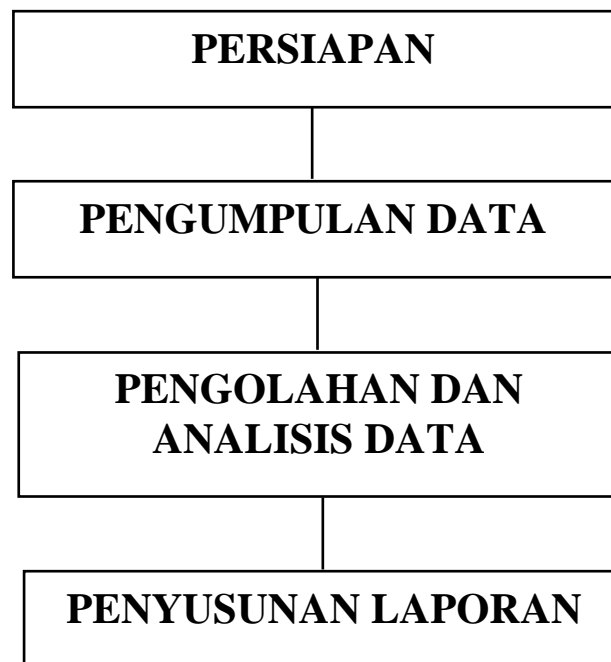 PERSIAPAN
PENGUMPULAN DATA
PENGOLAHAN DAN
ANALISIS DATA
PENYUSUNAN LAPORAN